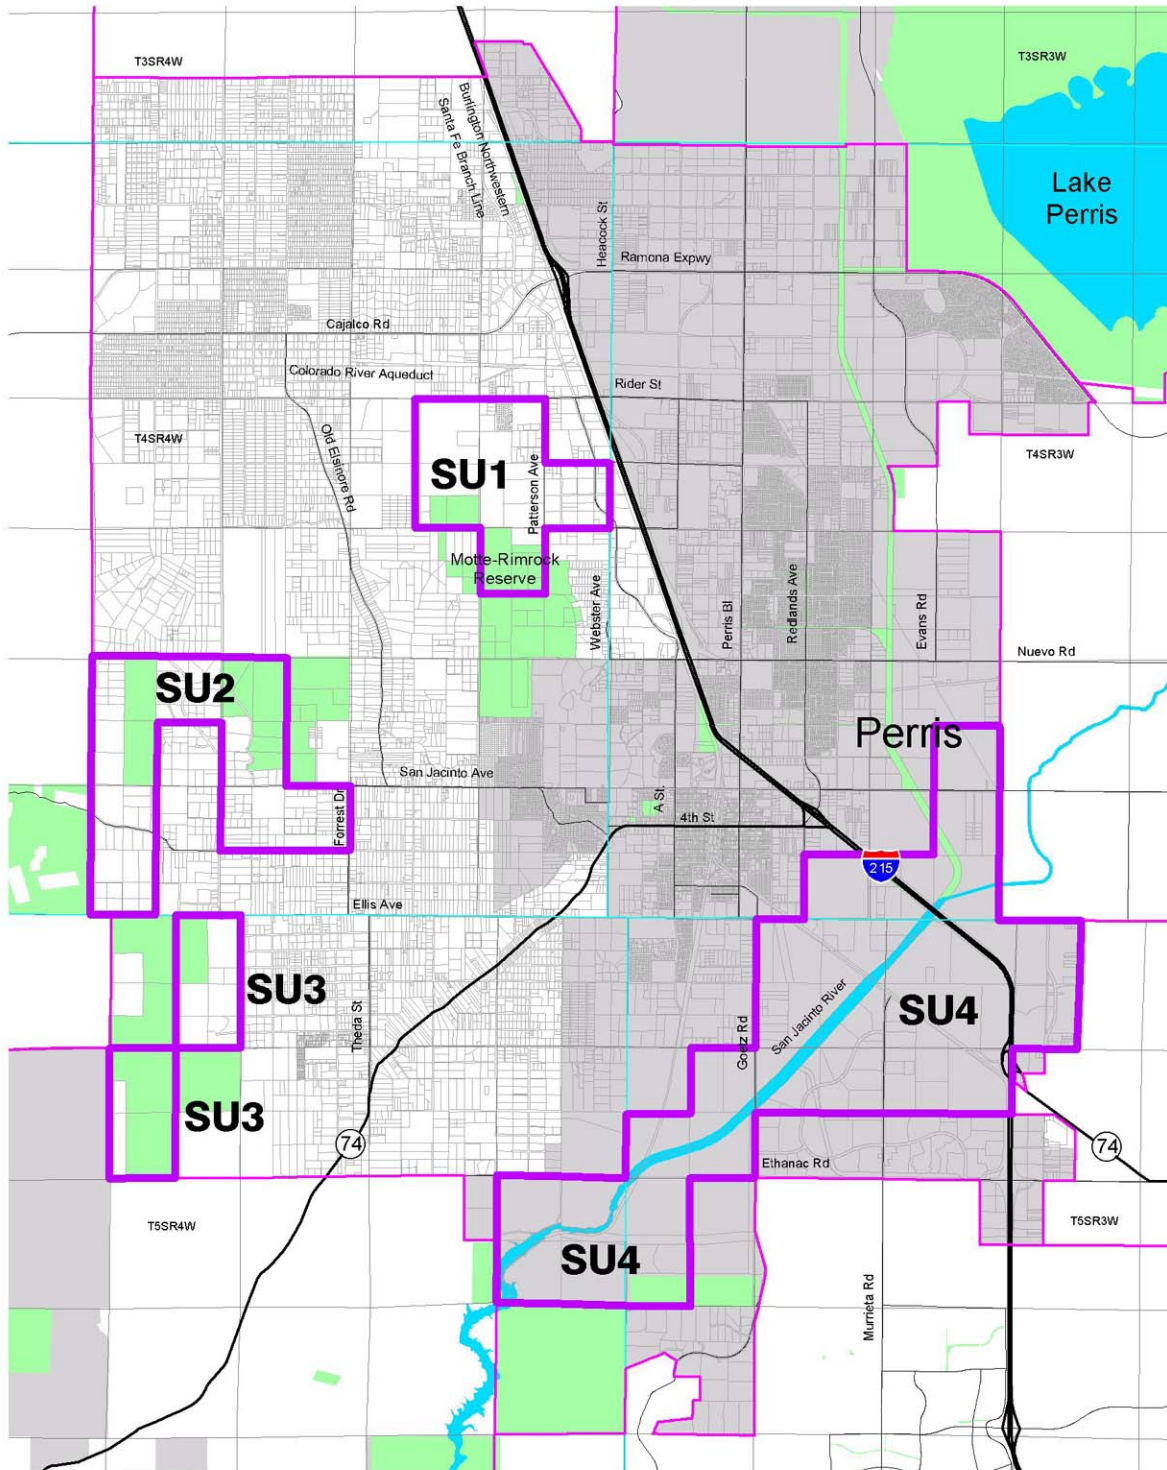 T3SR4W
T3SR3W
Burlington Northwestern
Santa Fe Branch Line
Lake
Perris
Heacock St
Ramona Expwy
Cajalco Rd
Colorado River Aqueduct
Rider St
T4SR4W
Old Elsinore Rd
SU1
Patterson Ave
T4SR3W
Motte-Rimrock
Reserve
Webster Ave
Perris Bl
Redlands Ave
Evans Rd
Nuevo Rd
SU2
Perris
San Jacinto Ave
Forrest Dr
A St.
4th St
215
Ellis Ave
SU3
Theda St
Goetz Rd
San Jacinto River
SU4
SU3
74
74
Ethanac Rd
T5SR4W
T5SR3W
SU4
Murrieta Rd